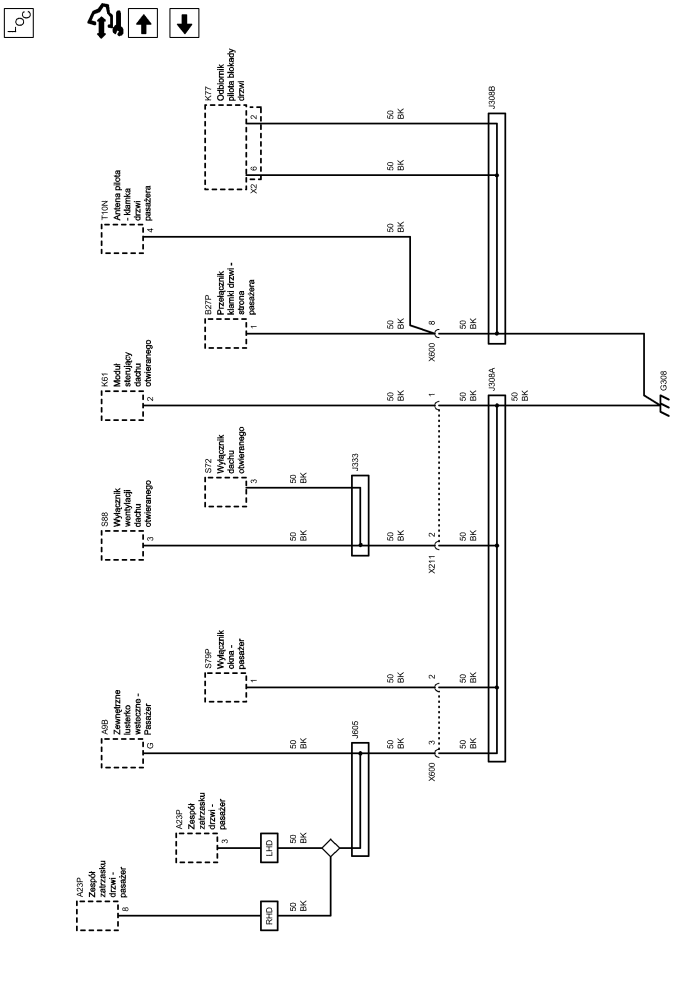 LOC
K77
Odbiornik
pilota blokady
drzwi
2
6
X2
50
BK
50
BK
J308B
T10N
Antena pilota
- klamka
drzwi
pasażera
4
50
BK
B27P
Przełącznik
klamki drzwi -
strona
pasażera
1
50
BK
8
X600
50
BK
K61
Moduł
sterujący
dachu
otwieranego
2
50
BK
1
50
BK
J308A
50
BK
G308
S72
Wyłącznik
dachu
otwieranego
3
50
BK
J333
S88
Wyłącznik
wentylacji
dachu
otwieranego
3
50
BK
50
BK
2
X211
50
BK
S79P
Wyłącznik
okna -
pasażer
1
50
BK
2
50
BK
A9B
Zewnętrzne
lusterko
wsteczne -
Pasażer
G
50
BK
J605
50
BK
3
X600
50
BK
A23P
Zespół
zatrzasku
drzwi -
pasażer
3
LHD
50
BK
A23P
Zespół
zatrzasku
drzwi -
pasażer
8
RHD
50
BK